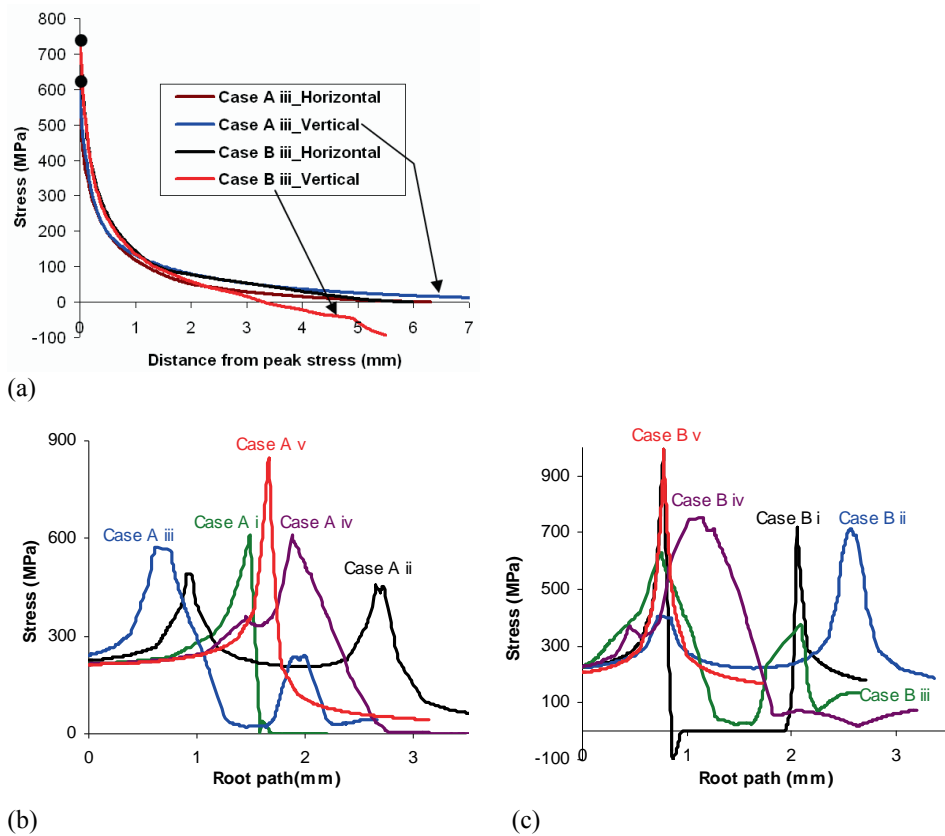 800
700
600
500
400
300
200
100
0
-100
Stress (MPa)
Case A iii_Horizontal
Case A iii_Vertical
Case B iii_Horizontal
Case B iii_Vertical
0 1 2 3 4 5 6 7
Distance from peak stress (mm)
(a)
900
600
300
0
Stress (MPa)
Case A v
Case A iii
Case A i
Case A iv
Case A ii
0 1 2 3
Root path(mm)
(b)
900
700
500
300
100
-100
Stress (MPa)
Case B v
Case B iv
Case B i
Case B ii
Case B iii
0 1 2 3
Root path (mm)
(c)